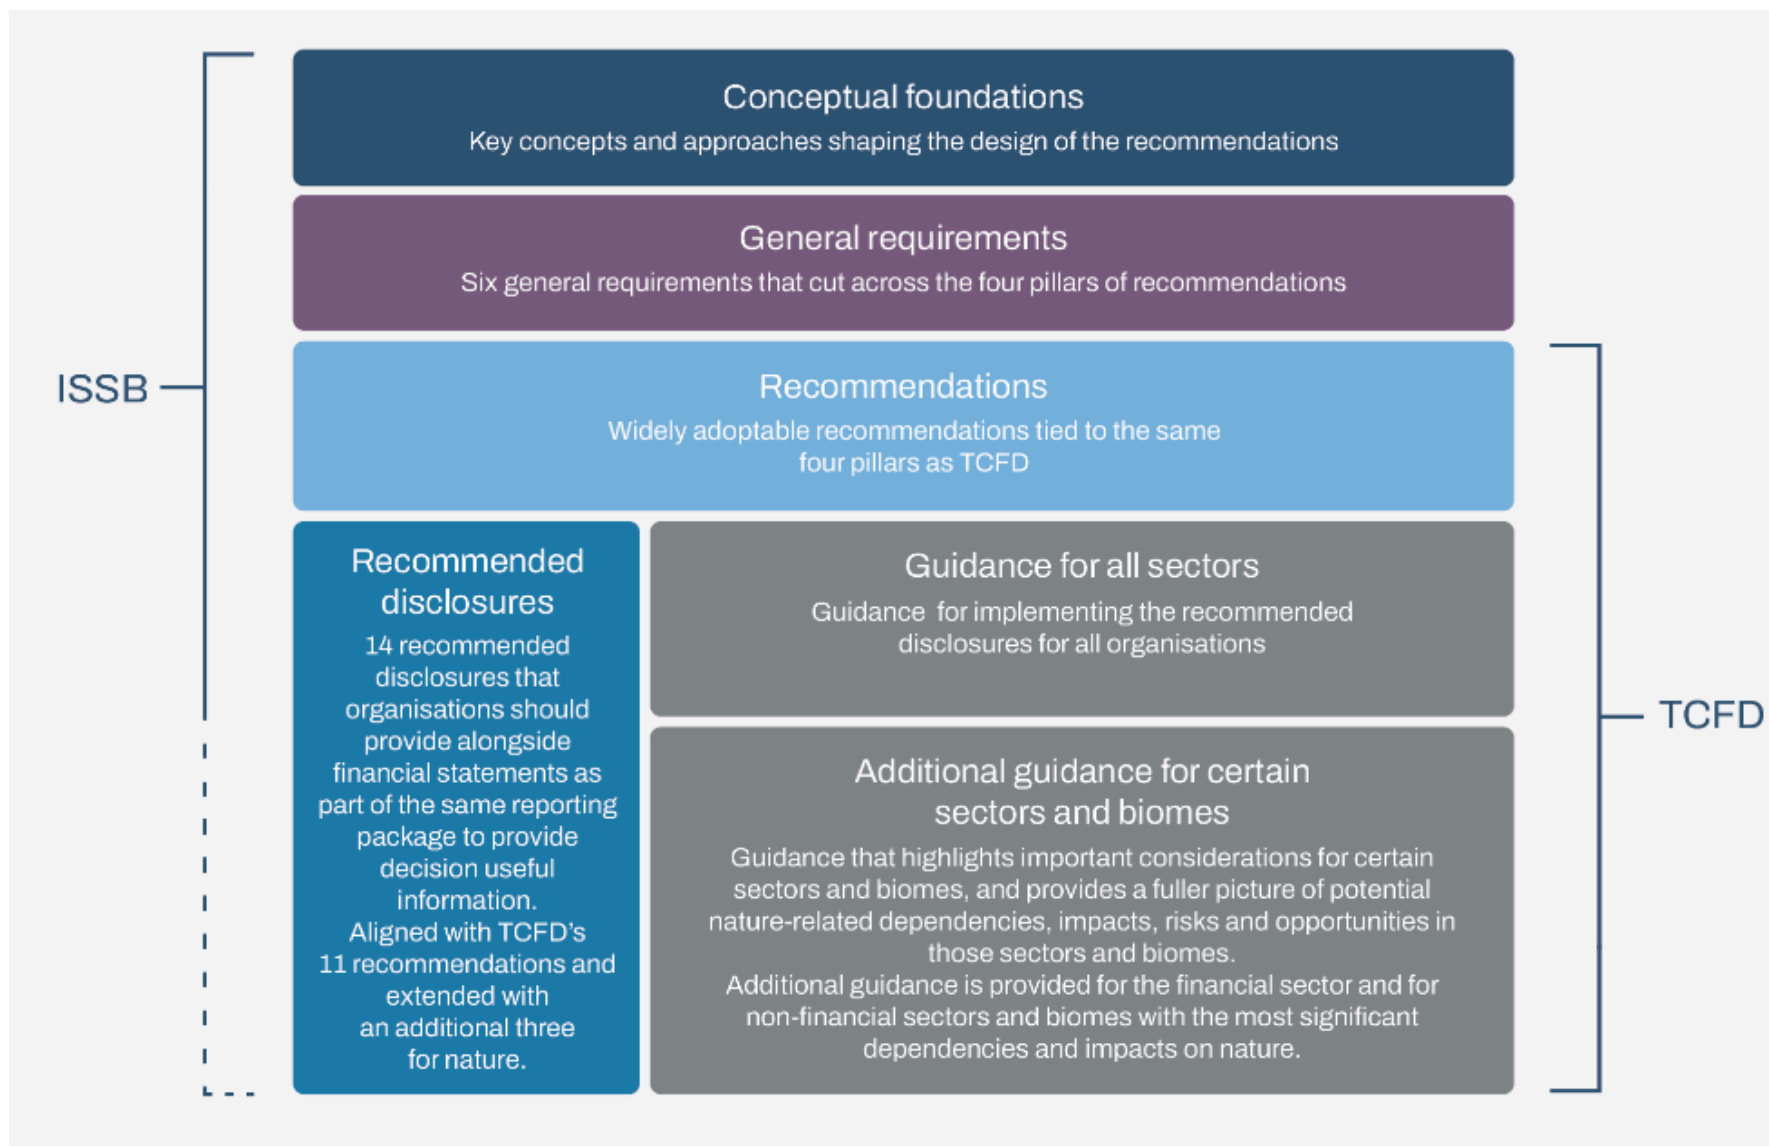 Conceptual foundations
Key concepts and approaches shaping the design of the recommendations
General requirements
Six general requirements that cut across the four pillars of recommendations
ISSB
Recommendations
Widely adoptable recommendations tied to the same
four pillars as TCFD
Recommended
disclosures
14 recommended
disclosures that
organisations should
provide alongside
financial statements as
part of the same reporting
package to provide
decision useful
information.
Aligned with TCFD's
11 recommendations and
extended with
an additional three
for nature.
Guidance for all sectors
Guidance for implementing the recommended
disclosures for all organisations
Additional guidance for certain
sectors and biomes
Guidance that highlights important considerations for certain
sectors and biomes, and provides a fuller picture of potential
nature-related dependencies, impacts, risks and opportunities in
those sectors and biomes.
Additional guidance is provided for the financial sector and for
non-financial sectors and biomes with the most significant
dependencies and impacts on nature.
TCFD